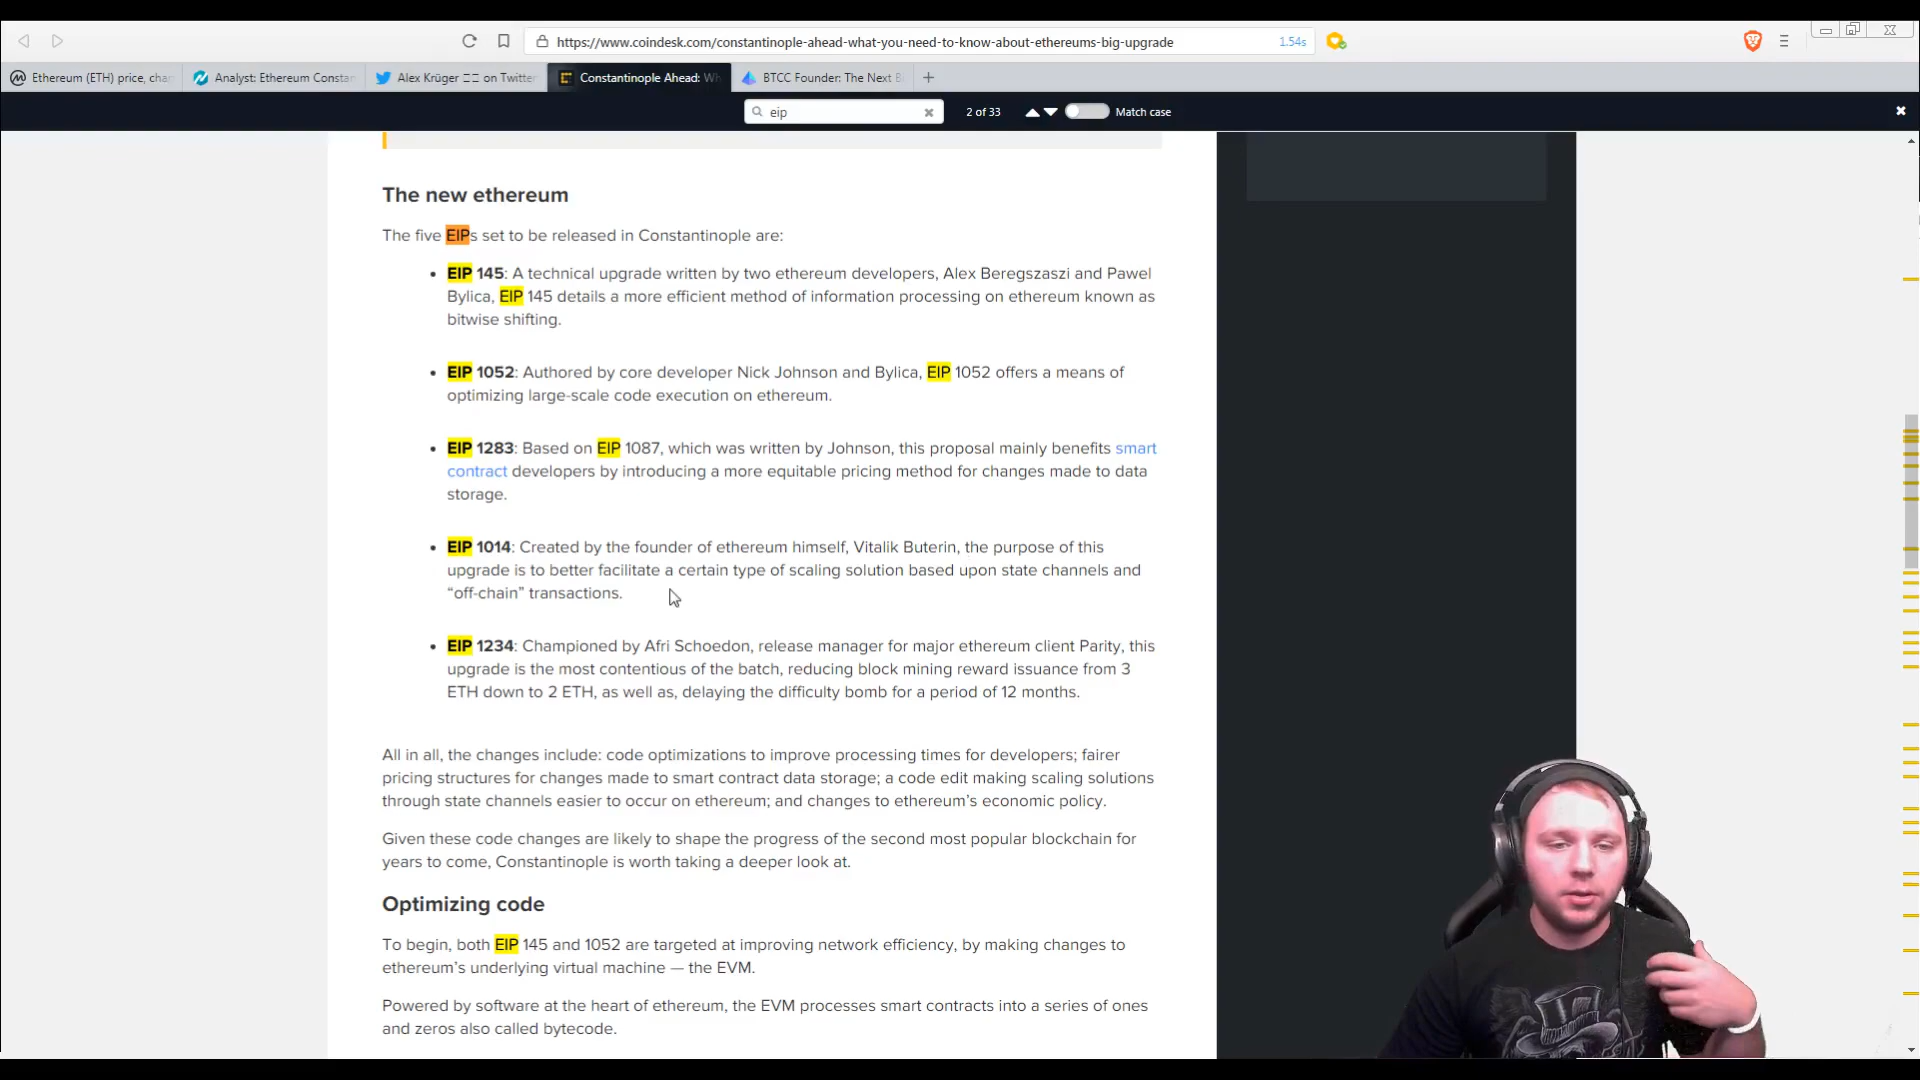 https://www.coindesk.com/constantinople-ahead-what-you-need-to-know-about-ethereums-big-upgrade
1.54s
Ethereum (ETH) price, cha
Analyst: Ethereum Constan
Alex Krüger on Twitte
Constantinople Ahead: Wh
BTCC Founder: The Next B
eip
2 of 33
Match case
The new ethereum
The five EIPs set to be released in Constantinople are:
• EIP 145: A technical upgrade written by two ethereum developers, Alex Beregszaszi and Pawel
Bylica, EIP 145 details a more efficient method of information processing on ethereum known as
bitwise shifting.
• EIP 1052: Authored by core developer Nick Johnson and Bylica, EIP 1052 offers a means of
optimizing large-scale code execution on ethereum.
• EIP 1283: Based on EIP 1087, which was written by Johnson, this proposal mainly benefits smart
contract developers by introducing a more equitable pricing method for changes made to data
storage.
• EIP 1014: Created by the founder of ethereum himself, Vitalik Buterin, the purpose of this
upgrade is to better facilitate a certain type of scaling solution based upon state channels and
“off-chain” transactions.
• EIP 1234: Championed by Afri Schoedon, release manager for major ethereum client Parity, this
upgrade is the most contentious of the batch, reducing block mining reward issuance from 3
ETH down to 2 ETH, as well as, delaying the difficulty bomb for a period of 12 months.
All in all, the changes include: code optimizations to improve processing times for developers; fairer
pricing structures for changes made to smart contract data storage; a code edit making scaling solutions
through state channels easier to occur on ethereum; and changes to ethereum’s economic policy.
Given these code changes are likely to shape the progress of the second most popular blockchain for
years to come, Constantinople is worth taking a deeper look at.
Optimizing code
To begin, both EIP 145 and 1052 are targeted at improving network efficiency, by making changes to
ethereum’s underlying virtual machine — the EVM.
Powered by software at the heart of ethereum, the EVM processes smart contracts into a series of ones
and zeros also called bytecode.